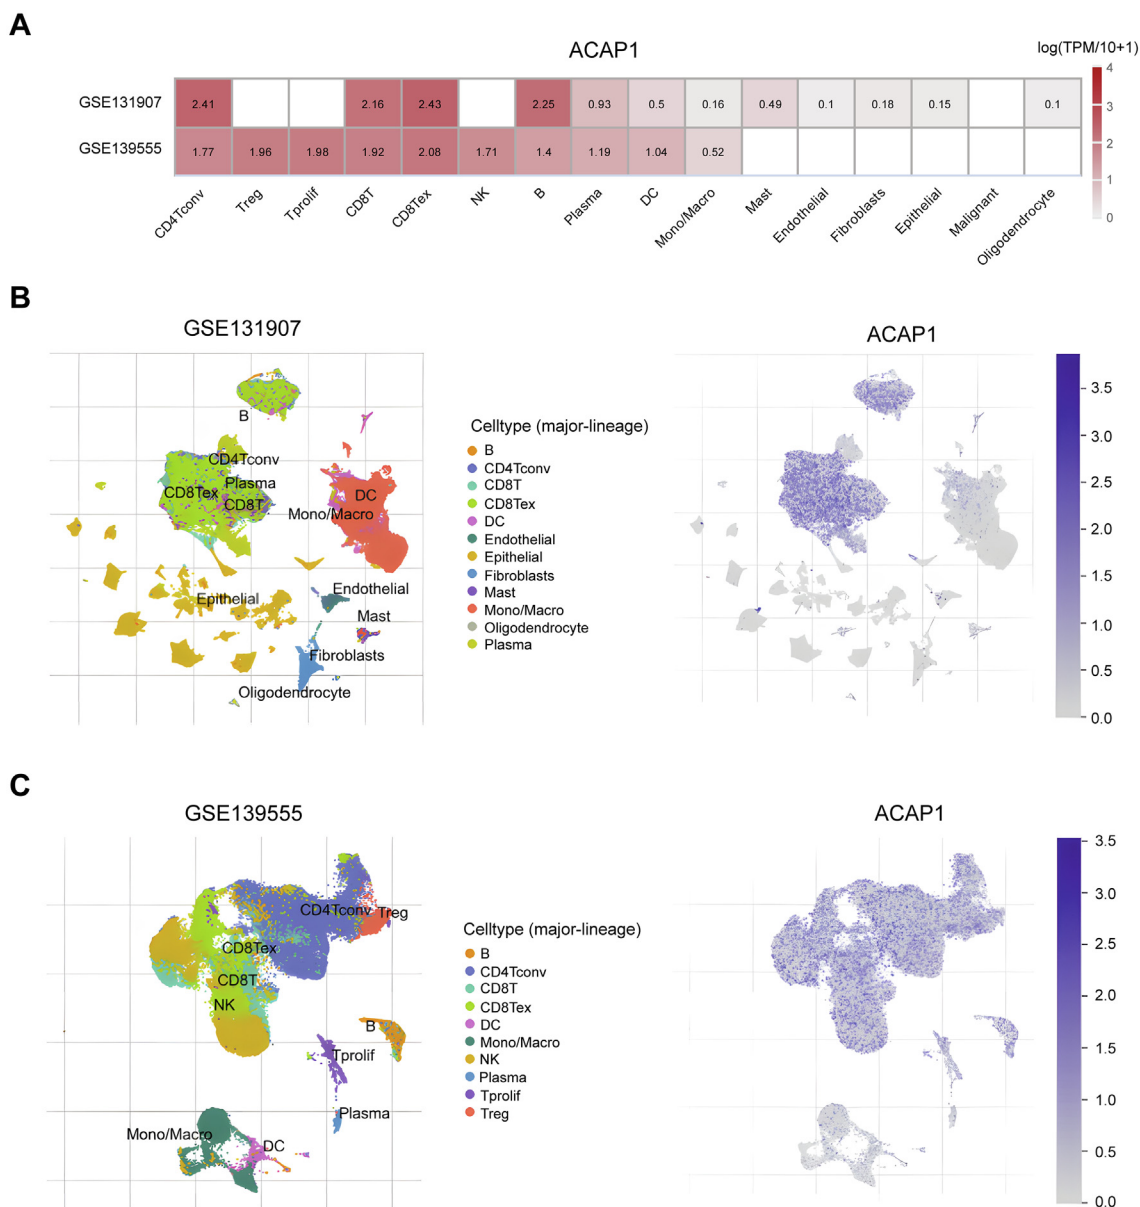 A
ACAP1
log(TPM/10+1)
GSE131907
2.41 2.16 2.43 2.25 0.93 0.5 0.16 0.49 0.1 0.18 0.15 0.1
GSE139555
1.77 1.96 1.98 1.92 2.08 1.71 1.4 1.19 1.04 0.52
4
3
2
1
0
CD4Tconv Treg Tprolif CD8T CD8Tex NK B Plasma DC Mono/Macro Mast Endothelial Fibroblasts Epithelial Malignant Oligodendrocyte
B
GSE131907
B
CD4Tconv
Plasma
CD8Tex
CD8T
DC
Mono/Macro
Epithelial
Endothelial
Mast
Fibroblasts
Oligodendrocyte
Celltype (major-lineage)
B
CD4Tconv
CD8T
CD8Tex
DC
Endothelial
Epithelial
Fibroblasts
Mast
Mono/Macro
Oligodendrocyte
Plasma
ACAP1
3.5
3.0
2.5
2.0
1.5
1.0
0.5
0.0
C
GSE139555
CD4Tconv
Treg
CD8Tex
CD8T
NK
B
Tprolif
Plasma
Mono/Macro
DC
Celltype (major-lineage)
B
CD4Tconv
CD8T
CD8Tex
DC
Mono/Macro
NK
Plasma
Tprolif
Treg
ACAP1
3.5
3.0
2.5
2.0
1.5
1.0
0.5
0.0